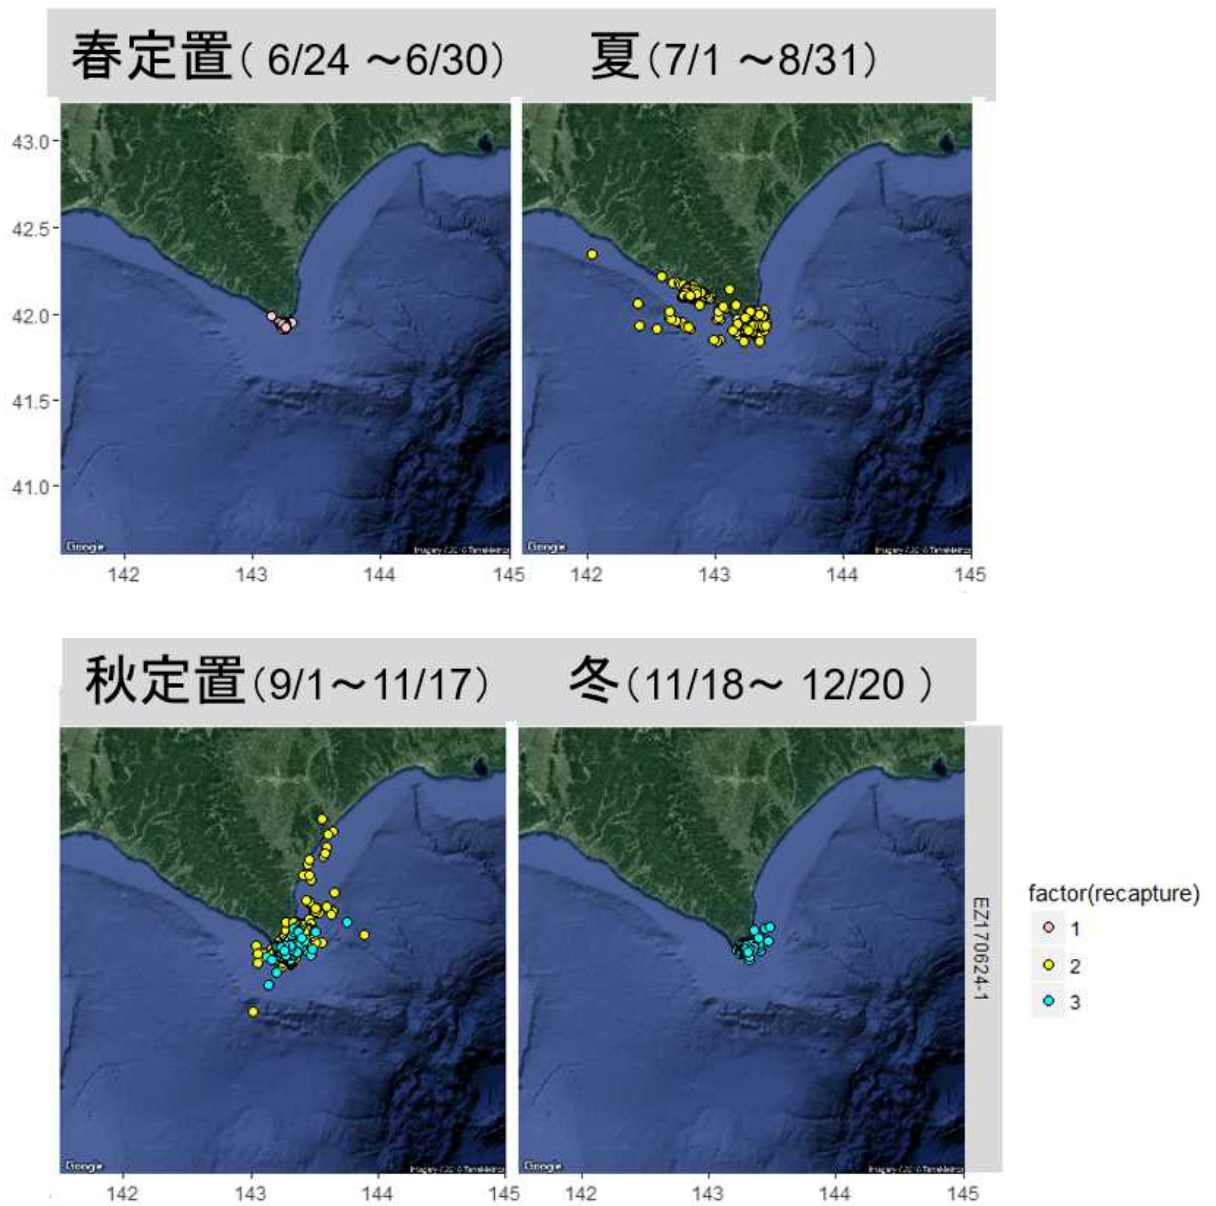 春定置( 6/24 ～6/30) 夏(7/1 ～8/31)
43.0
42.5
42.0
41.5
41.0
Google
Google
142 143 144 145 142 143 144 145
秋定置(9/1～11/17) 冬(11/18～ 12/20 )
EZ170624-1
factor(recapture)
1
2
3
Google
Google
142 143 144 145 142 143 144 145